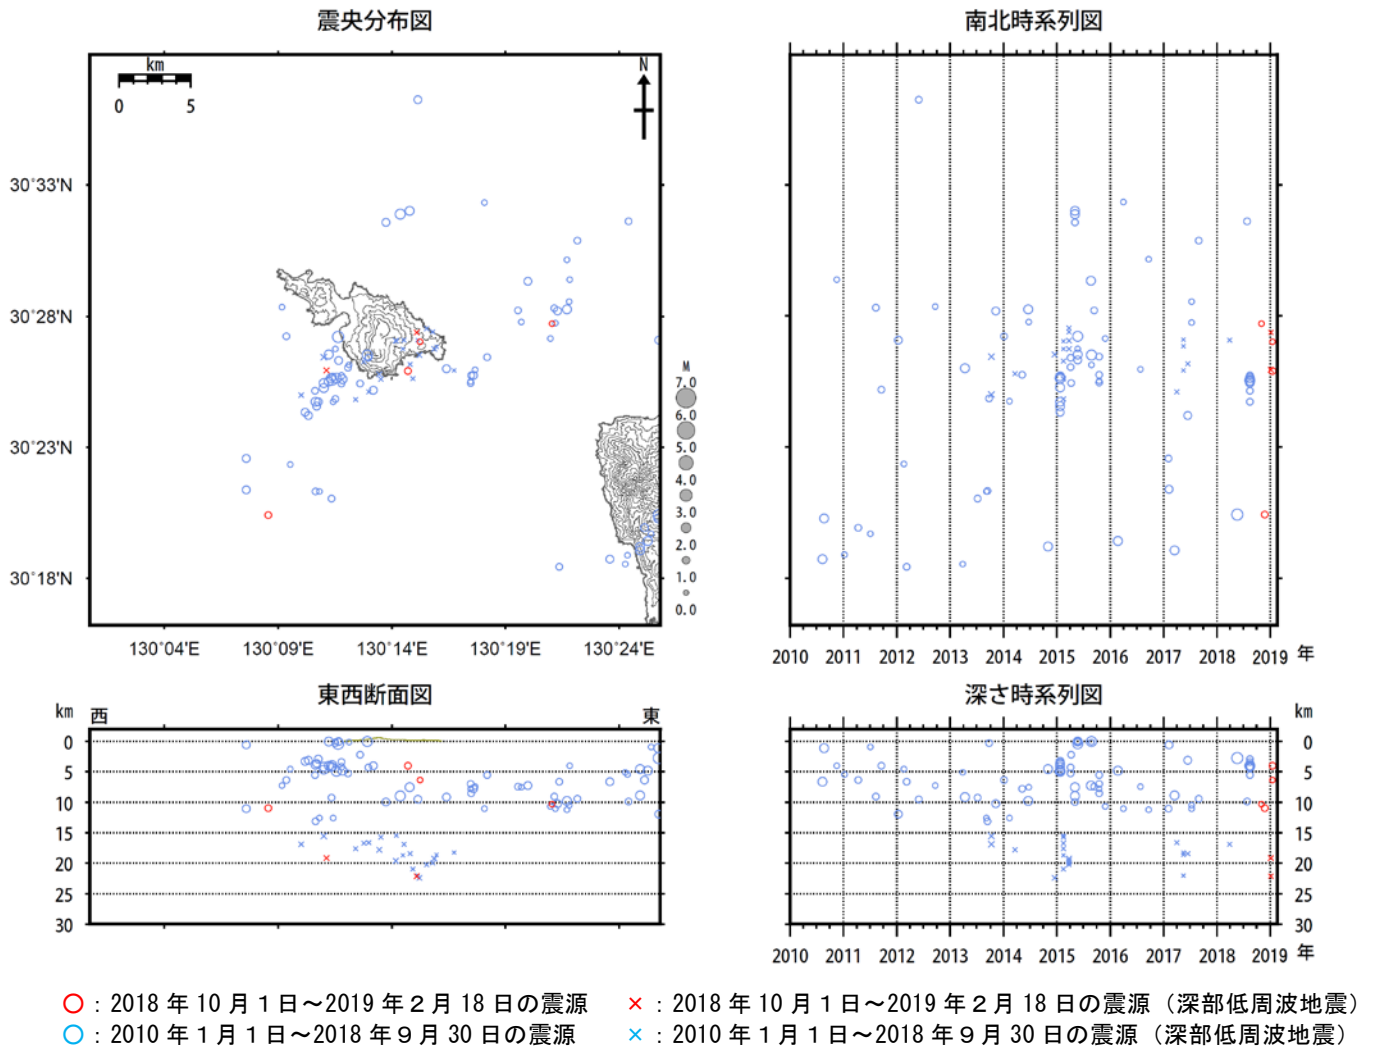 震央分布図
km
0 5
N
30°33'N
30°28'N
30°23'N
30°18'N
130°04'E 130°09'E 130°14'E 130°19'E 130°24'E
M
7.0
6.0
5.0
4.0
3.0
2.0
1.0
0.0
南北時系列図
2010 2011 2012 2013 2014 2015 2016 2017 2018 2019 年
東西断面図
km 西 東
0
5
10
15
20
25
30
深さ時系列図
km
0
5
10
15
20
25
30
2010 2011 2012 2013 2014 2015 2016 2017 2018 2019 年
○：2018 年 10 月１日～2019 年２月 18 日の震源
×：2018 年 10 月１日～2019 年２月 18 日の震源（深部低周波地震）
○：2010 年１月１日～2018 年９月 30 日の震源
×：2010 年１月１日～2018 年９月 30 日の震源（深部低周波地震）